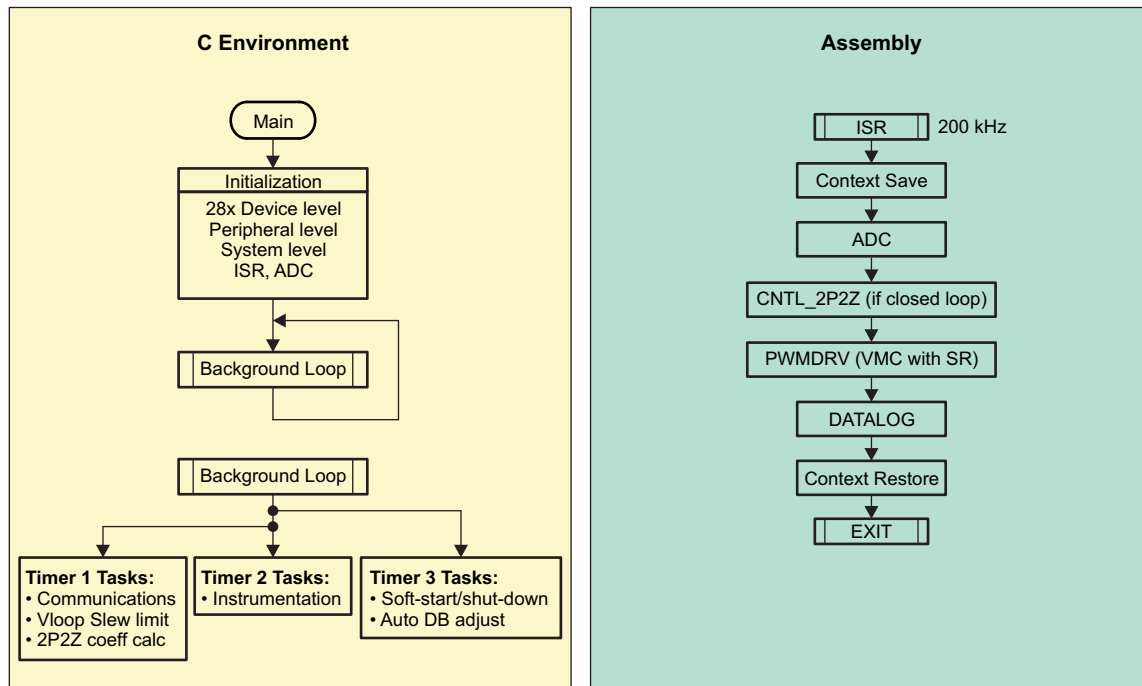 C Environment
Main
Initialization
28x Device level
Peripheral level
System level
ISR, ADC
Background Loop
Background Loop
Timer 1 Tasks:
• Communications
• Vloop Slew limit
• 2P2Z coeff calc
Timer 2 Tasks:
• Instrumentation
Timer 3 Tasks:
• Soft-start/shut-down
• Auto DB adjust
Assembly
ISR 200 kHz
Context Save
ADC
CNTL_2P2Z (if closed loop)
PWMDRV (VMC with SR)
DATALOG
Context Restore
EXIT